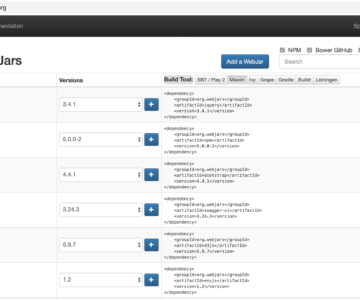 org
mentation
Sp
Jars
Add a WebJar
NPM
Bower GitHub
Search
Versions
Build Tool: SBT / Play 2 Maven Ivy Grape Gradle Buildr Leiningen
3.4.1
<dependency>
<groupId>org.webjars</groupId>
<artifactId>jquery</artifactId>
<version>3.4.1</version>
</dependency>
5.0.0-2
<dependency>
<groupId>org.webjars</groupId>
<artifactId>npm</artifactId>
<version>5.0.0-2</version>
</dependency>
4.4.1
<dependency>
<groupId>org.webjars</groupId>
<artifactId>bootstrap</artifactId>
<version>4.4.1</version>
</dependency>
3.24.3
<dependency>
<groupId>org.webjars</groupId>
<artifactId>swagger-ui</artifactId>
<version>3.24.3</version>
</dependency>
5.9.7
<dependency>
<groupId>org.webjars</groupId>
<artifactId>d3js</artifactId>
<version>5.9.7</version>
</dependency>
1.2
<dependency>
<groupId>org.webjars</groupId>
<artifactId>envjs</artifactId>
<version>1.2</version>
</dependency>